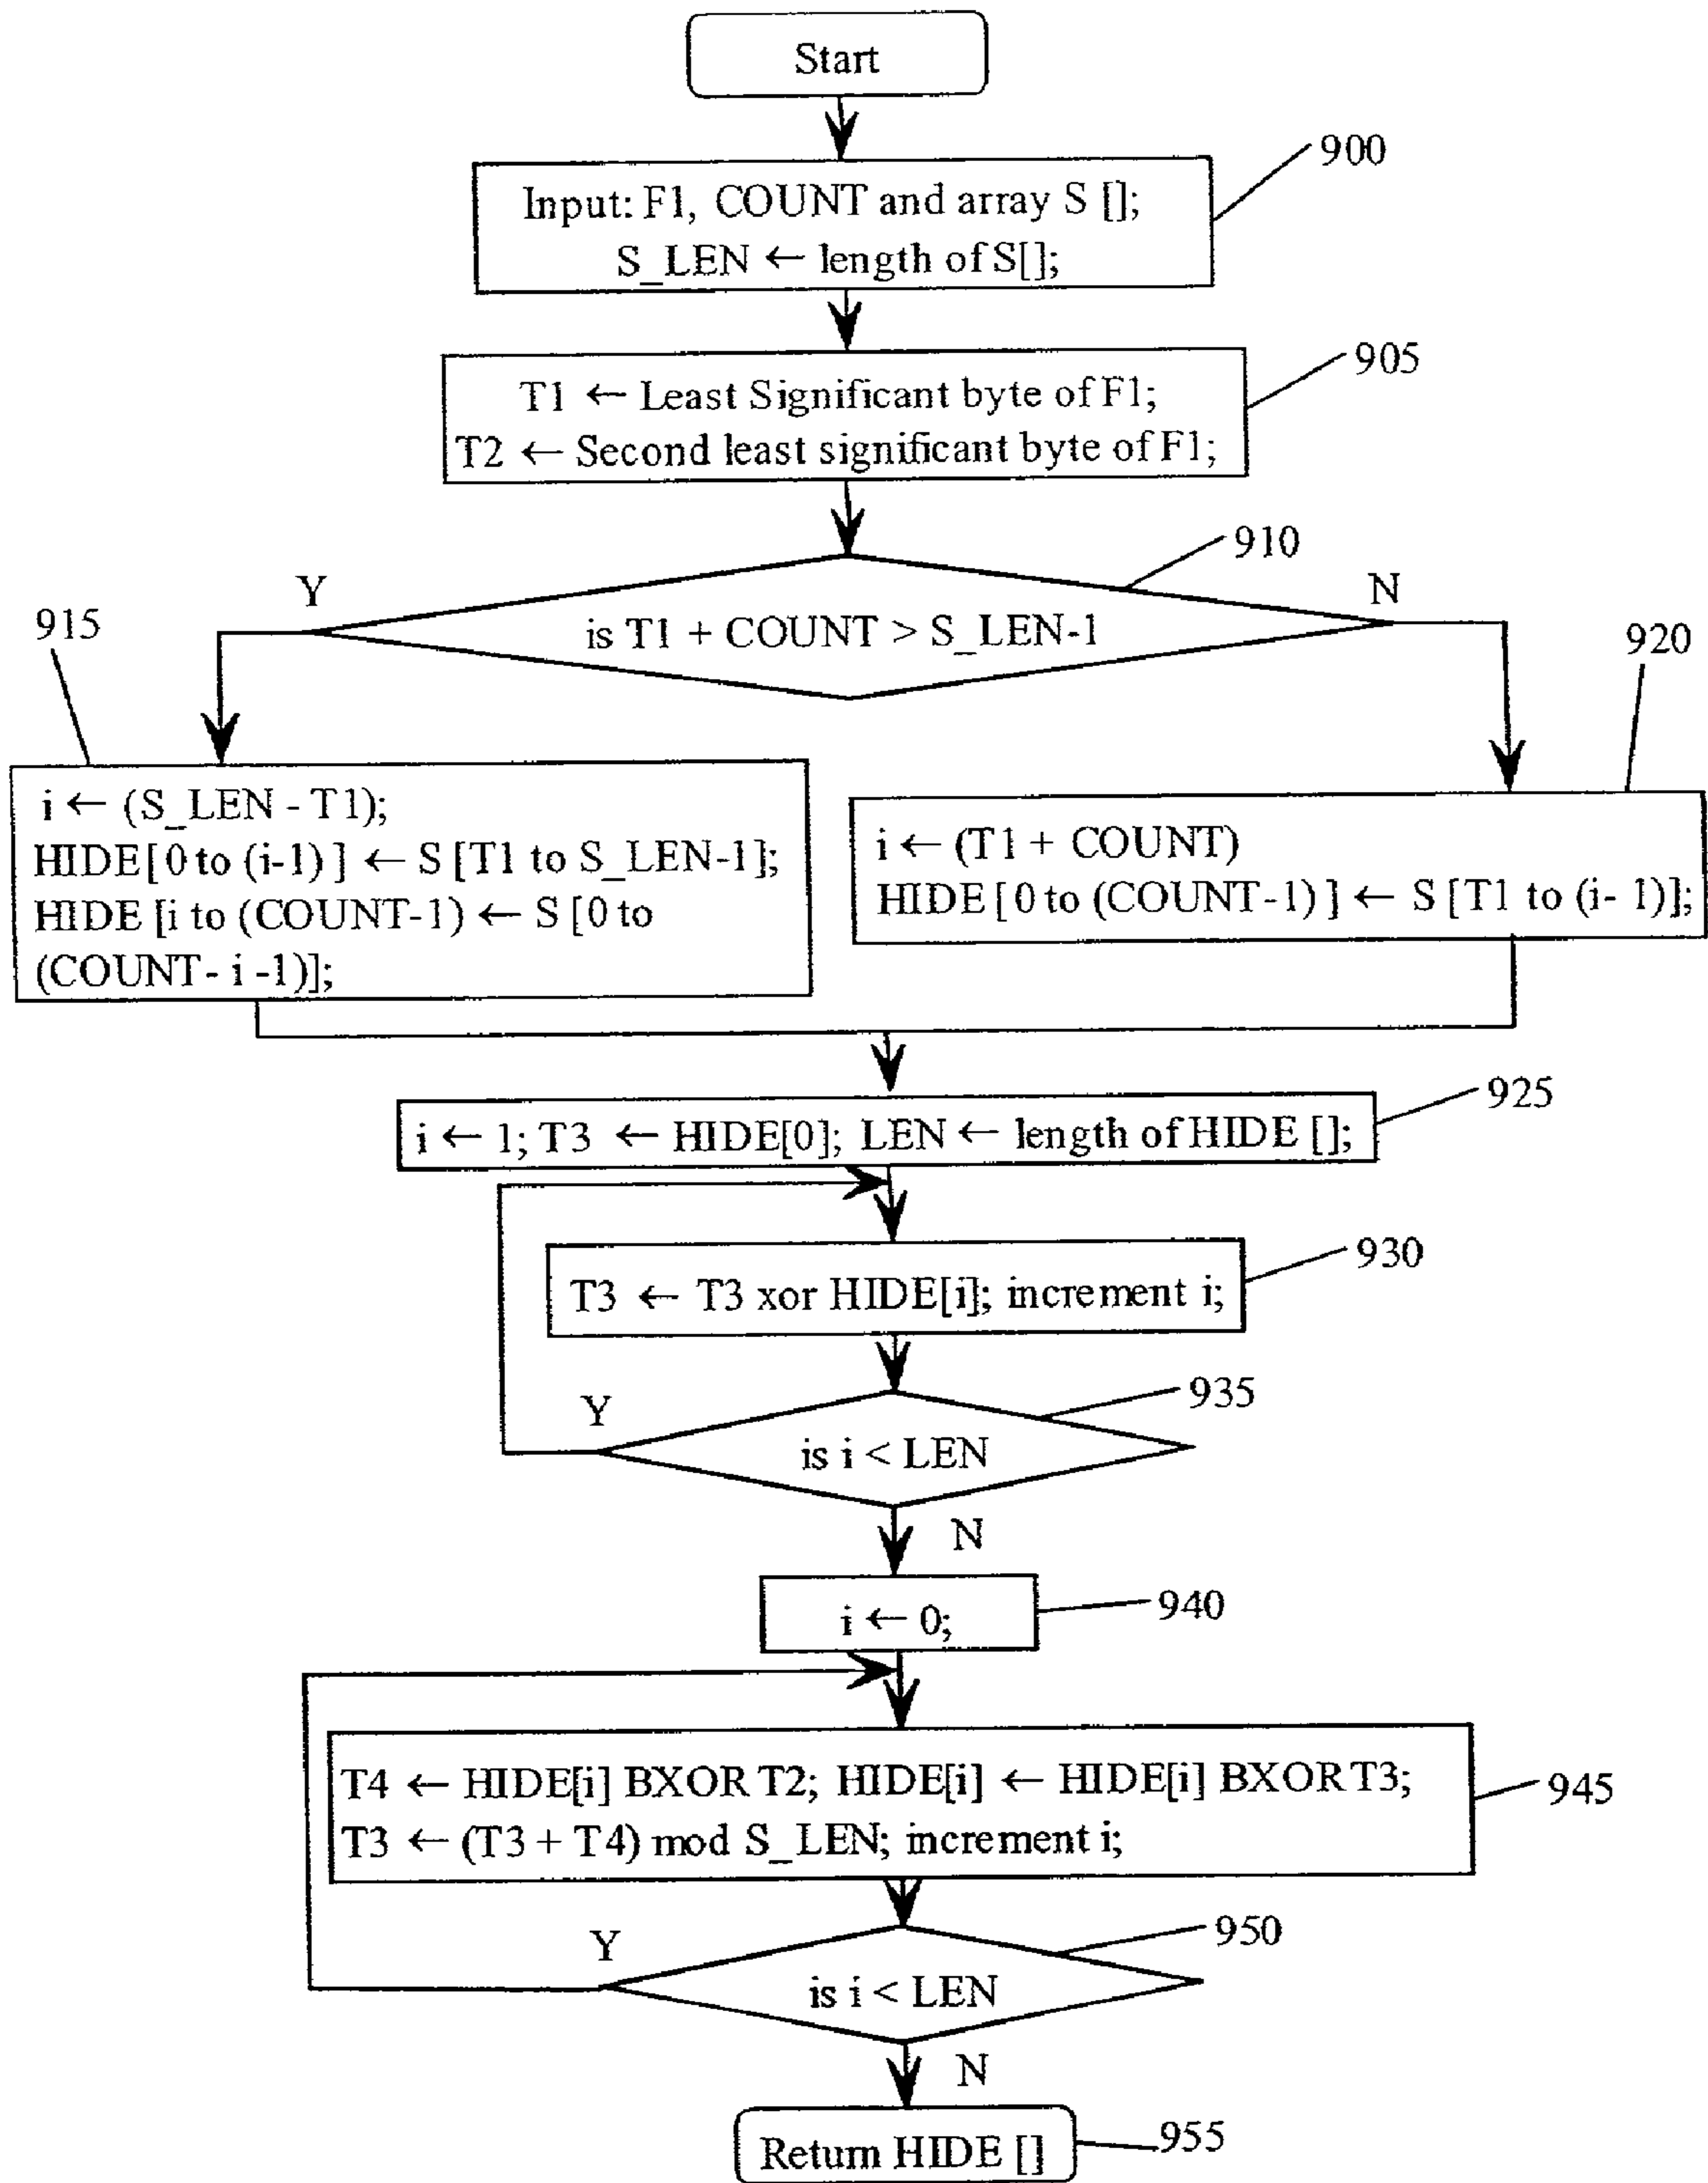 Start
900
Input: F1, COUNT and array S [];
S_LEN ← length of S[];
905
T1 ← Least Significant byte of F1;
T2 ← Second least significant byte of F1;
910
Y
N
is T1 + COUNT > S_LEN-1
915
920
i ← (S_LEN - T1);
HIDE[0 to (i-1) ] ← S [T1 to S_LEN-1];
HIDE [i to (COUNT-1) ← S [0 to
(COUNT- i -1)];
i ← (T1 + COUNT)
HIDE [ 0 to (COUNT-1) ] ← S [T1 to (i- 1)];
925
i ← 1; T3 ← HIDE[0]; LEN ← length of HIDE [];
930
T3 ← T3 xor HIDE[i]; increment i;
935
Y
is i < LEN
N
940
i ← 0;
945
T4 ← HIDE[i] BXOR T2; HIDE[i] ← HIDE[i] BXOR T3;
T3 ← (T3 + T4) mod S_LEN; increment i;
950
Y
is i < LEN
N
Return HIDE []
955